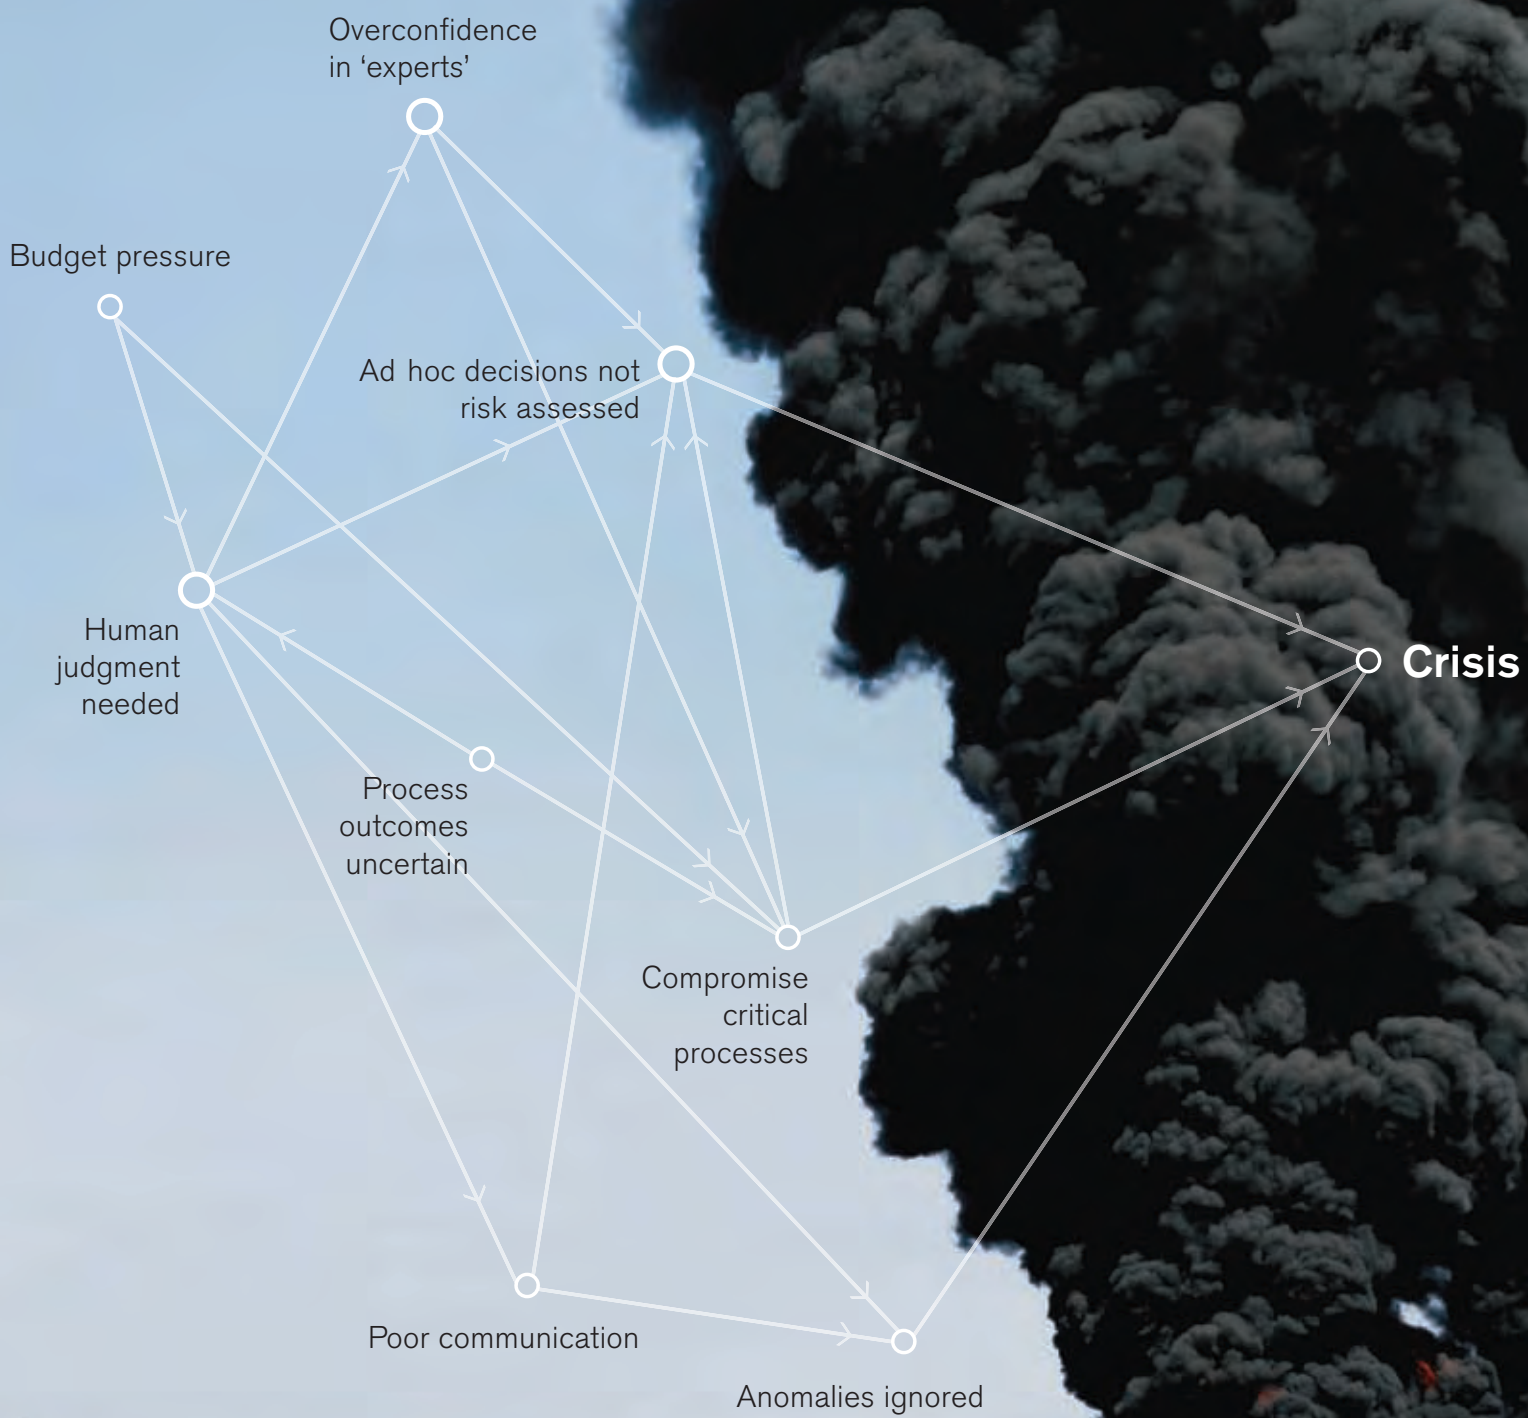 Overconfidence
in ‘experts’
Budget pressure
Ad hoc decisions not
risk assessed
Human
judgment
needed
Crisis
Process
outcomes
uncertain
Compromise
critical
processes
Poor communication
Anomalies ignored